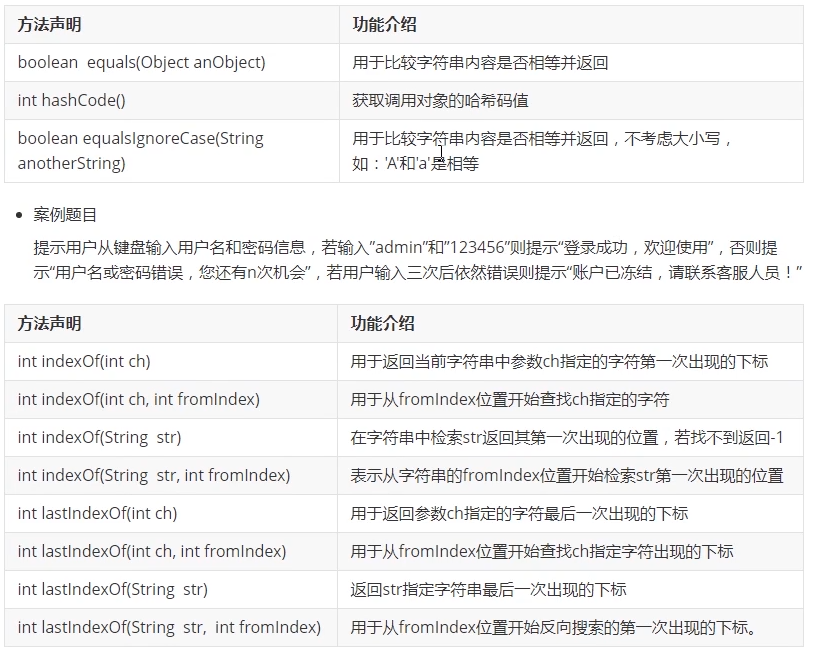 方法声明 功能介绍
boolean equals(Object anObject) 用于比较字符串内容是否相等并返回
int hashCode() 获取调用对象的哈希码值
boolean equalsIgnoreCase(String 用于比较字符串内容是否相等并返回，不考虑大小写，
anotherString) 如：'A'和'a'是相等
案例题目
提示用户从键盘输入用户名和密码信息，若输入”admin”和”123456”则提示“登录成功，欢迎使用”，否则提
示“用户名或密码错误，您还有n次机会”，若用户输入三次后依然错误则提示“账户已冻结，请联系客服人员！”
方法声明 功能介绍
int indexOf(int ch) 用于返回当前字符串中参数ch指定的字符第一次出现的下标
int indexOf(int ch, int fromIndex) 用于从fromIndex位置开始查找ch指定的字符
int indexOf(String str) 在字符串中检索str返回其第一次出现的位置，若找不到返回-1
int indexOf(String str, int fromIndex) 表示从字符串的fromIndex位置开始检索str第一次出现的位置
int lastIndexOf(int ch) 用于返回参数ch指定的字符最后一次出现的下标
int lastIndexOf(int ch, int fromIndex) 用于从fromIndex位置开始查找ch指定字符出现的下标
int lastIndexOf(String str) 返回str指定字符串最后一次出现的下标
int lastIndexOf(String str, int fromIndex) 用于从fromIndex位置开始反向搜索的第一次出现的下标。